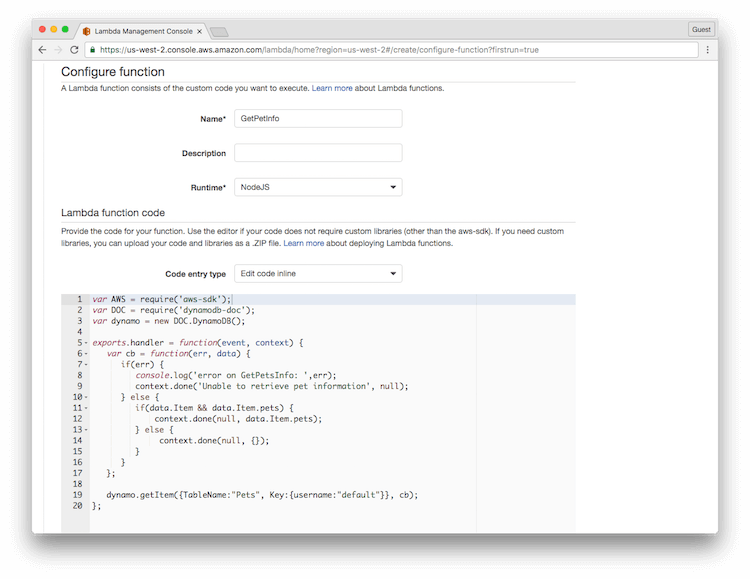 Lambda Management Console
Guest
https://us-west-2.console.aws.amazon.com/lambda/home?region=us-west-2#/create/configure-function?firstrun=true
Configure function
A Lambda function consists of the custom code you want to execute. Learn more about Lambda functions.
Name* GetPetInfo
Description
Runtime* NodeJS
Lambda function code
Provide the code for your function. Use the editor if your code does not require custom libraries (other than the aws-sdk). If you need custom
libraries, you can upload your code and libraries as a .ZIP file. Learn more about deploying Lambda functions.
Code entry type Edit code inline
1 var AWS = require('aws-sdk');
2 var DOC = require('dynamodb-doc');
3 var dynamo = new DOC.DynamoDB();
4
5 exports.handler = function(event, context) {
6 var cb = function(err, data) {
7 if(err) {
8 console.log('error on GetPetsInfo: ',err);
9 context.done('Unable to retrieve pet information', null);
10 } else {
11 if(data.Item && data.Item.pets) {
12 context.done(null, data.Item.pets);
13 } else {
14 context.done(null, {});
15 }
16 }
17 };
18
19 dynamo.getItem({TableName:"Pets", Key:{username:"default"}}, cb);
20 };